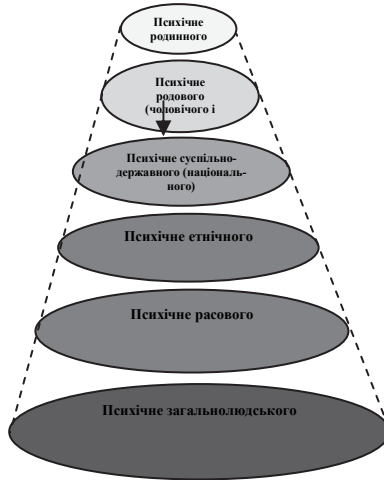 Психічне
родинного
Психічне
родового
(чоловічого і
Психічне суспільно-
державного (національ-
ного)
Психічне етнічного
Психічне расового
Психічне загальнолюдського